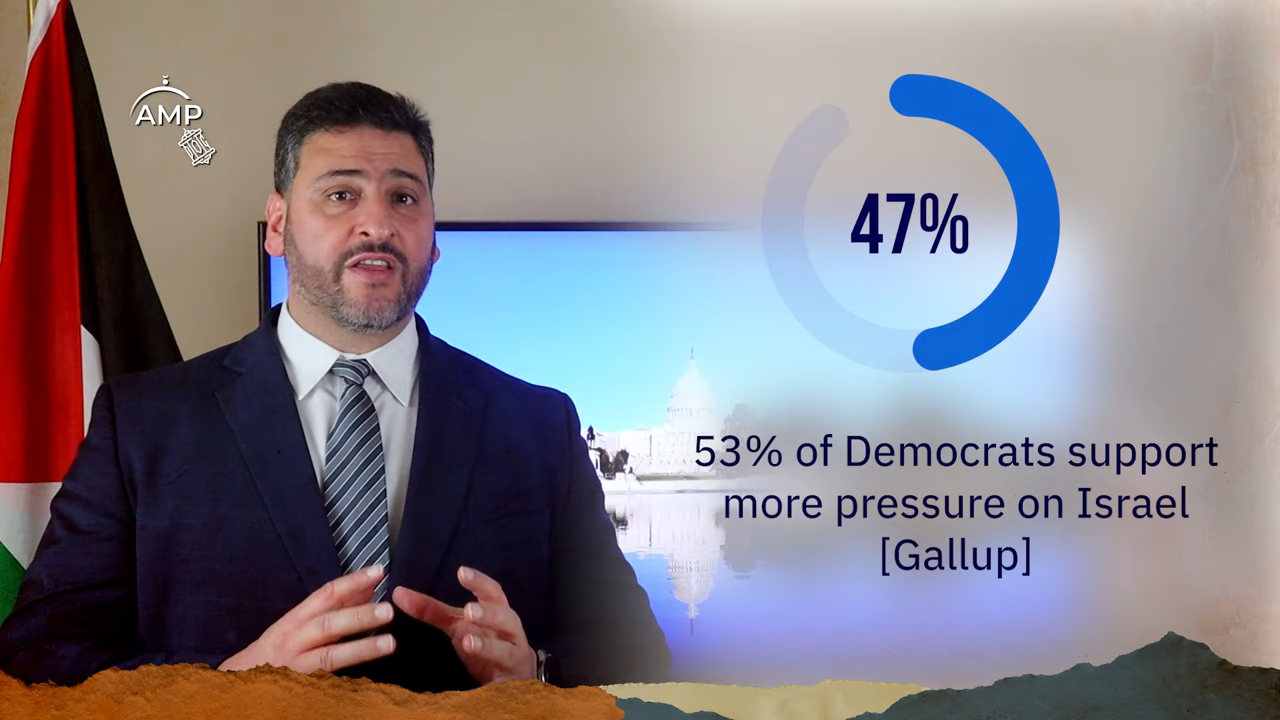 AMP
47%
53% of Democrats support
more pressure on Israel
[Gallup]